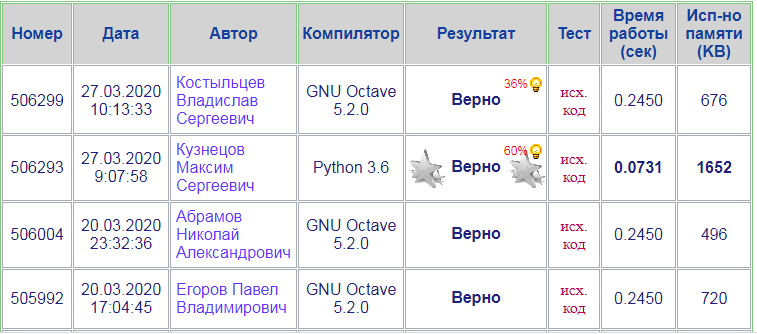 Номер Дата Автор Компилятор Результат Тест Время работы (сек) Исп-но памяти (KB)
506299 27.03.2020 10:13:33 Костыльцев Владислав Сергеевич GNU Octave 5.2.0 Верно 36% исх. код 0.2450 676
506293 27.03.2020 9:07:58 Кузнецов Максим Сергеевич Python 3.6 Верно 60% исх. код 0.0731 1652
506004 20.03.2020 23:32:36 Абрамов Николай Александрович GNU Octave 5.2.0 Верно исх. код 0.2450 496
505992 20.03.2020 17:04:45 Егоров Павел Владимирович GNU Octave 5.2.0 Верно исх. код 0.2450 720